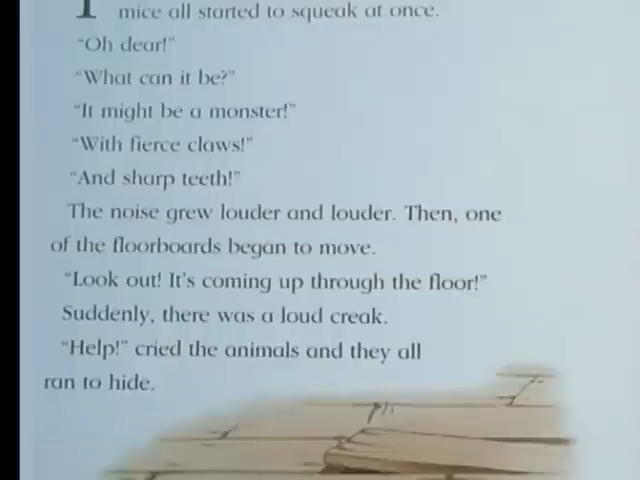 mice all started to squeak at once.
"Oh dear!"
"What can it be?"
"It might be a monster!"
"With fierce claws!"
"And sharp teeth!"
The noise grew louder and louder. Then, one
of the floorboards began to move.
"Look out! It's coming up through the floor!"
Suddenly, there was a loud creak.
"Help!" cried the animals and they all
ran to hide.